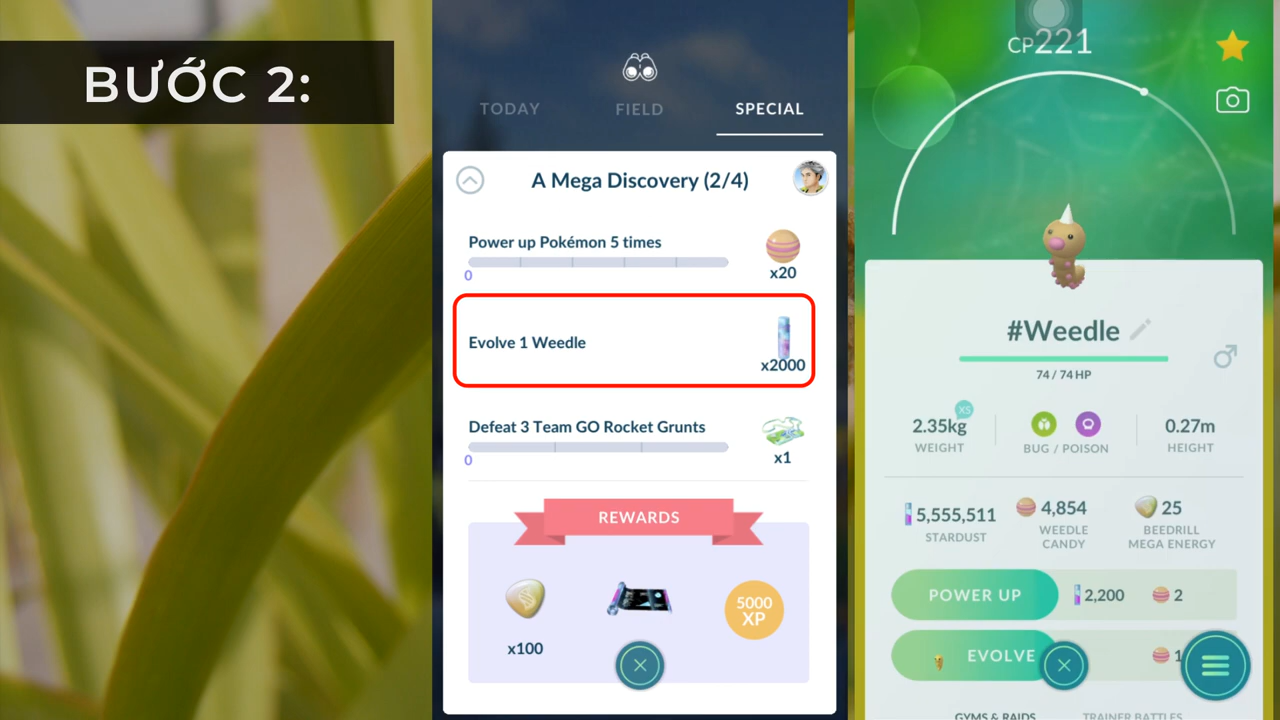 BƯỚC 2:
TODAY
FIELD
SPECIAL
A Mega Discovery (2/4)
Power up Pokémon 5 times
0
x20
Evolve 1 Weedle
x2000
Defeat 3 Team GO Rocket Grunts
0
x1
REWARDS
x100
5000
XP
CP221
#Weedle
74 / 74 HP
XS
2.35kg
WEIGHT
BUG / POISON
0.27m
HEIGHT
5,555,511
STARDUST
4,854
WEEDLE
CANDY
25
BEEDRILL
MEGA ENERGY
POWER UP
2,200
2
EVOLVE
GYMS & RAIDS
TRAINER BATTLES